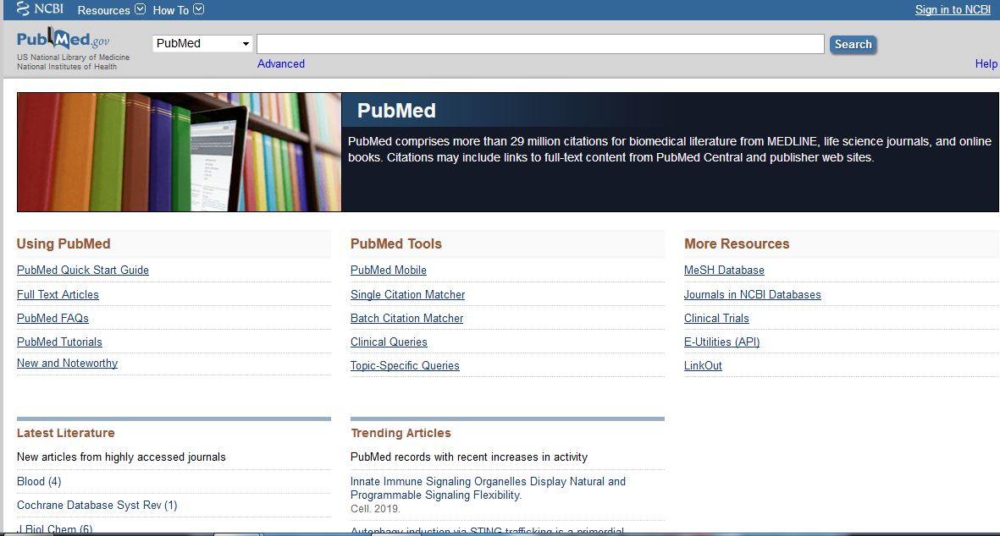 NCBI Resources How To Sign in to NCBI
PubMed.gov
US National Library of Medicine
National Institutes of Health
PubMed
Search
Advanced
Help
PubMed
PubMed comprises more than 29 million citations for biomedical literature from MEDLINE, life science journals, and online
books. Citations may include links to full-text content from PubMed Central and publisher web sites.
Using PubMed
PubMed Quick Start Guide
Full Text Articles
PubMed FAQs
PubMed Tutorials
New and Noteworthy
PubMed Tools
PubMed Mobile
Single Citation Matcher
Batch Citation Matcher
Clinical Queries
Topic-Specific Queries
More Resources
MeSH Database
Journals in NCBI Databases
Clinical Trials
E-Utilities (API)
LinkOut
Latest Literature
New articles from highly accessed journals
Blood (4)
Cochrane Database Syst Rev (1)
J Biol Chem (6)
Trending Articles
PubMed records with recent increases in activity
Innate Immune Signaling Organelles Display Natural and
Programmable Signaling Flexibility.
Cell. 2019.
Autophagy induction via STING trafficking is a primordial